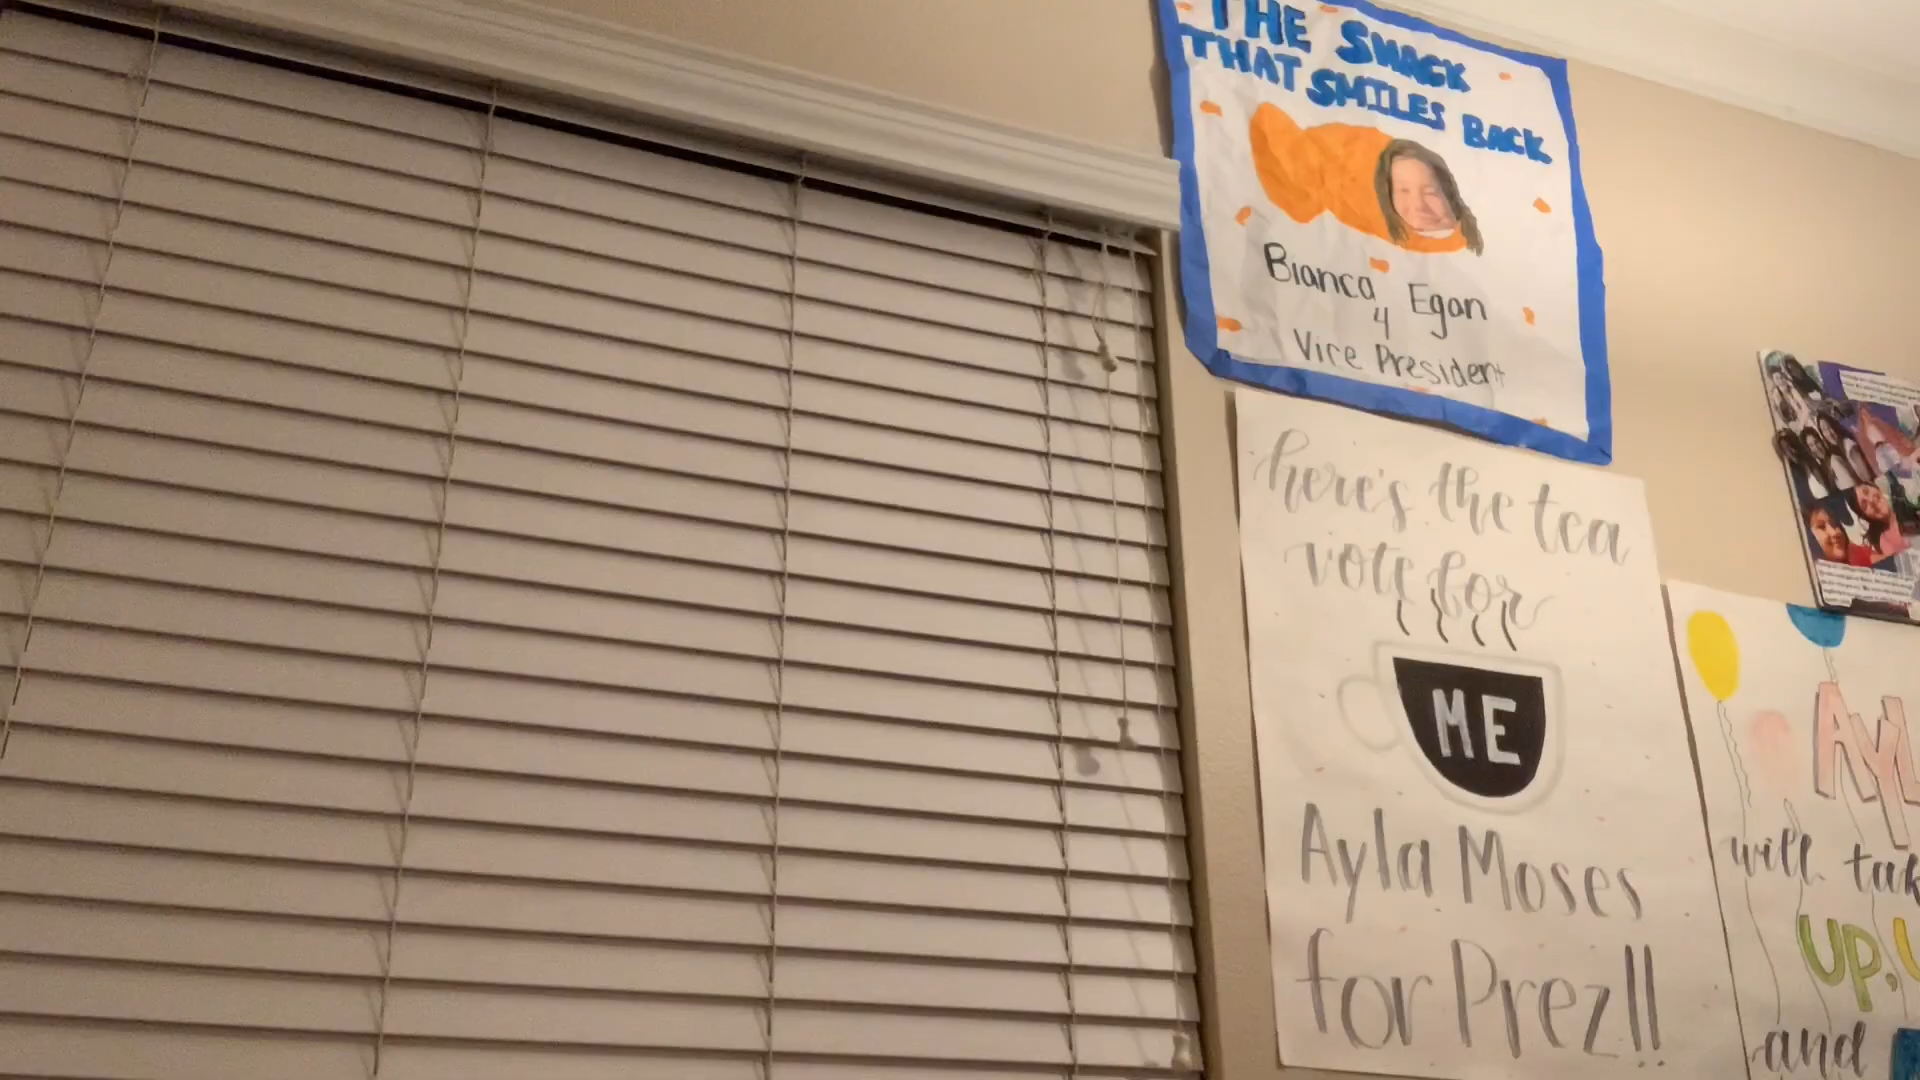 THE SNACK
THAT SMILES BACK
Bianca Egan
4
Vice President
here's the tea
vote for
ME
Ayla Moses
for Prez!!
will
UP,
and